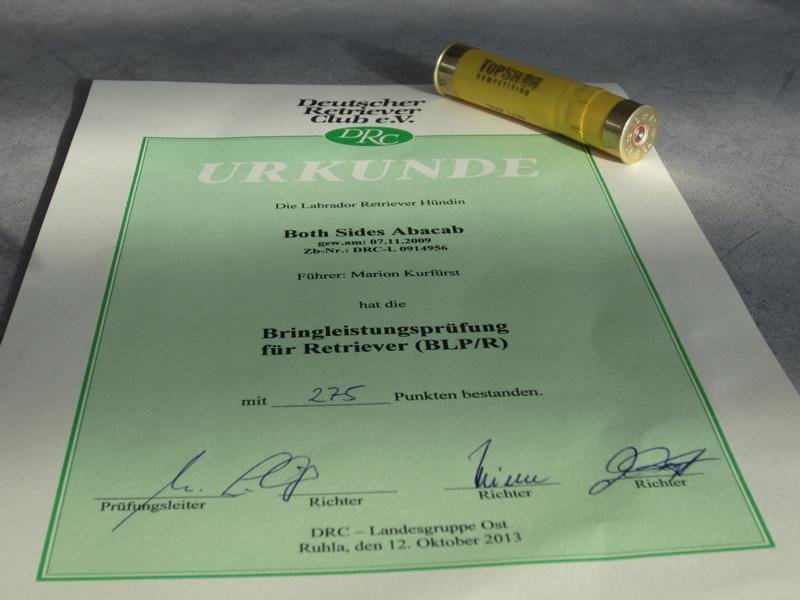 Deutscher
Retriever
Club e.V.
DRC
URKUNDE
Die Labrador Retriever Hündin
Both Sides Abacab
gew.am: 07.11.2009
Zb-Nr.: DRC-L 0914956
Führer: Marion Kurfürst
hat die
Bringleistungsprüfung
für Retriever (BLP/R)
mit 275 Punkten bestanden.
Prüfungsleiter Richter Richter Richter
DRC – Landesgruppe Ost
Ruhla, den 12. Oktober 2013
TOPSHOT
COMPETITION